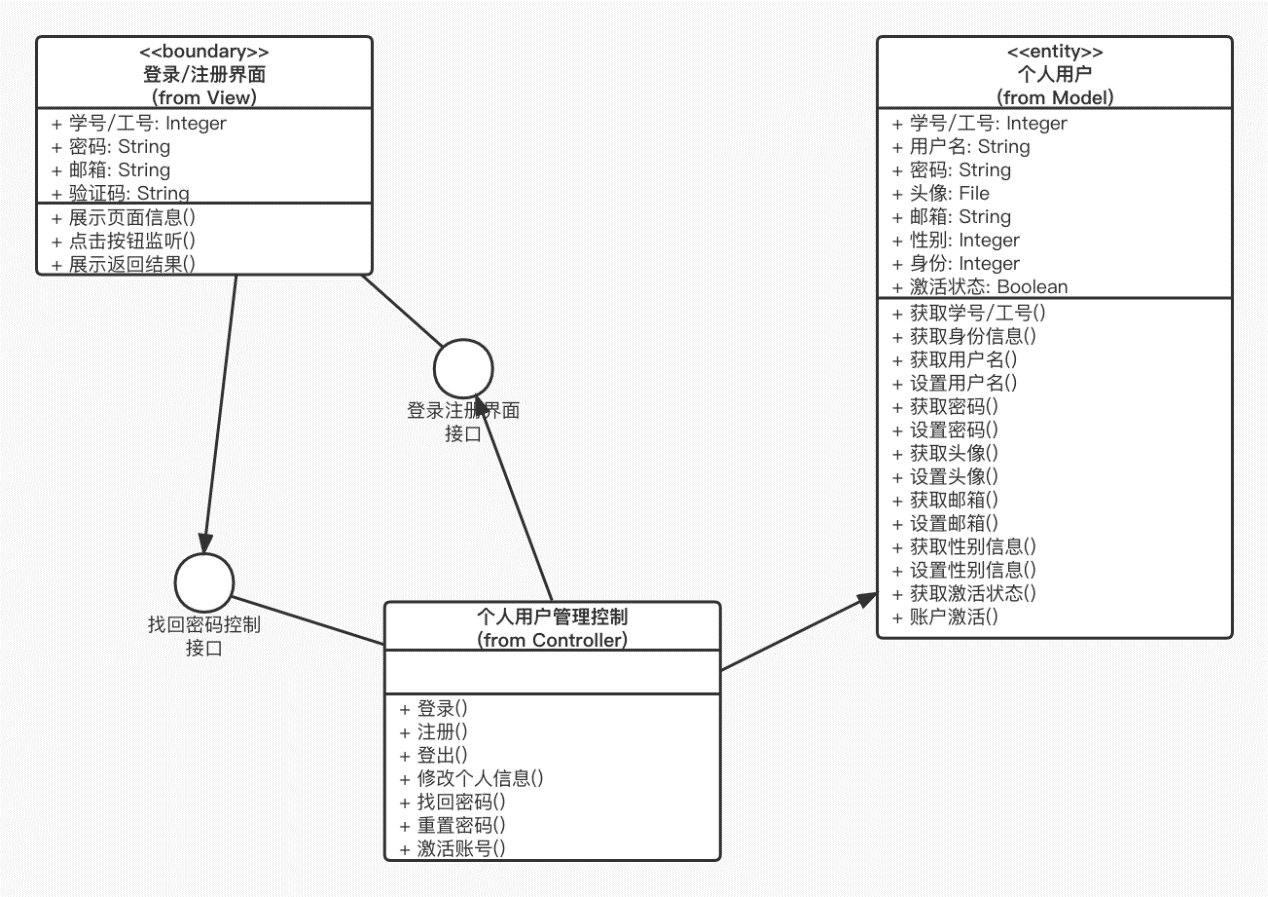 <<boundary>>
登录/注册界面
(from View)
+ 学号/工号: Integer
+ 密码: String
+ 邮箱: String
+ 验证码: String
+ 展示页面信息()
+ 点击按钮监听()
+ 展示返回结果()
<<entity>>
个人用户
(from Model)
+ 学号/工号: Integer
+ 用户名: String
+ 密码: String
+ 头像: File
+ 邮箱: String
+ 性别: Integer
+ 身份: Integer
+ 激活状态: Boolean
+ 获取学号/工号()
+ 获取身份信息()
+ 获取用户名()
+ 设置用户名()
+ 获取密码()
+ 设置密码()
+ 获取头像()
+ 设置头像()
+ 获取邮箱()
+ 设置邮箱()
+ 获取性别信息()
+ 设置性别信息()
+ 获取激活状态()
+ 账户激活()
登录注册界面
接口
找回密码控制
接口
个人用户管理控制
(from Controller)
+ 登录()
+ 注册()
+ 登出()
+ 修改个人信息()
+ 找回密码()
+ 重置密码()
+ 激活账号()